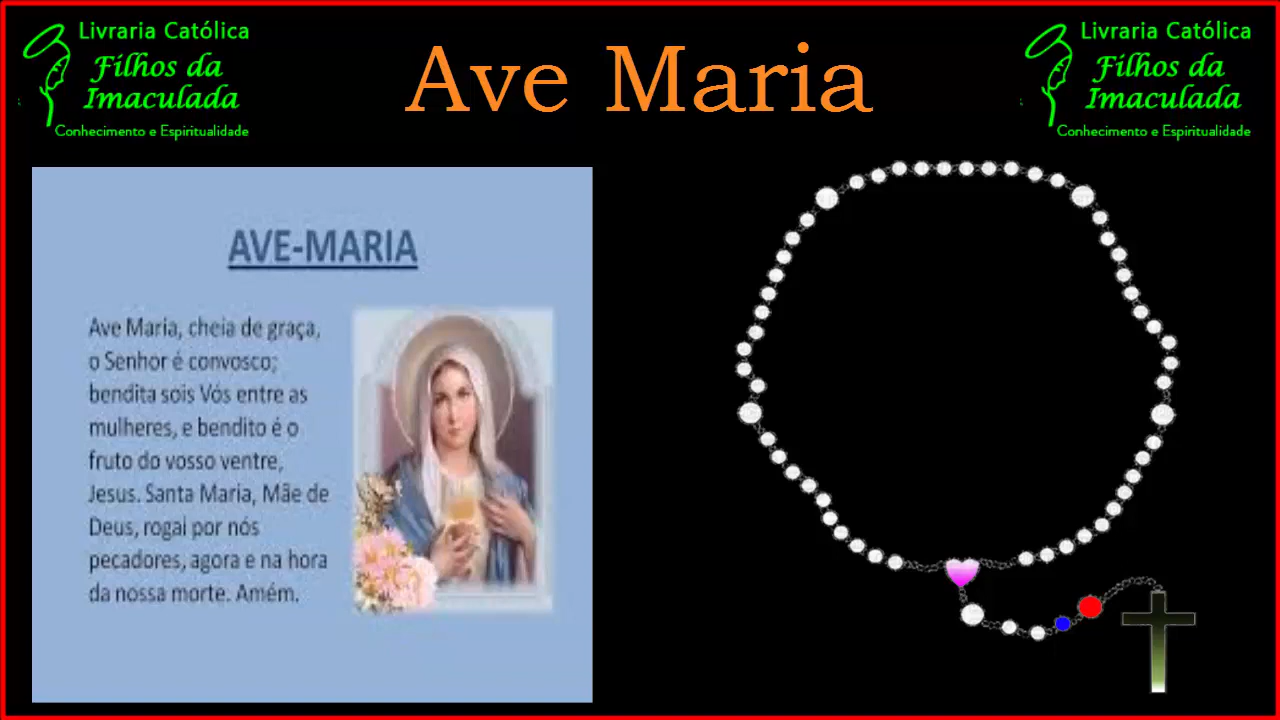 Livraria Católica
Filhos da
Imaculada
Conhecimento e Espiritualidade
Ave Maria
Livraria Católica
Filhos da
Imaculada
Conhecimento e Espiritualidade
AVE-MARIA
Ave Maria, cheia de graça,
o Senhor é convosco;
bendita sois Vós entre as
mulheres, e bendito é o
fruto do vosso ventre,
Jesus. Santa Maria, Mãe de
Deus, rogai por nós
pecadores, agora e na hora
da nossa morte. Amém.